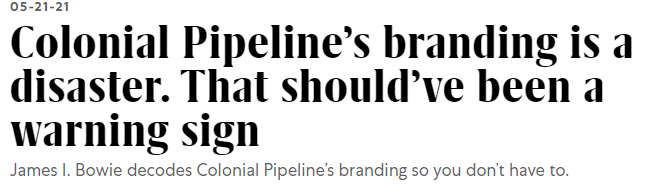 05-21-21
Colonial Pipeline’s branding is a
disaster. That should’ve been a
warning sign
James I. Bowie decodes Colonial Pipeline’s branding so you don’t have to.